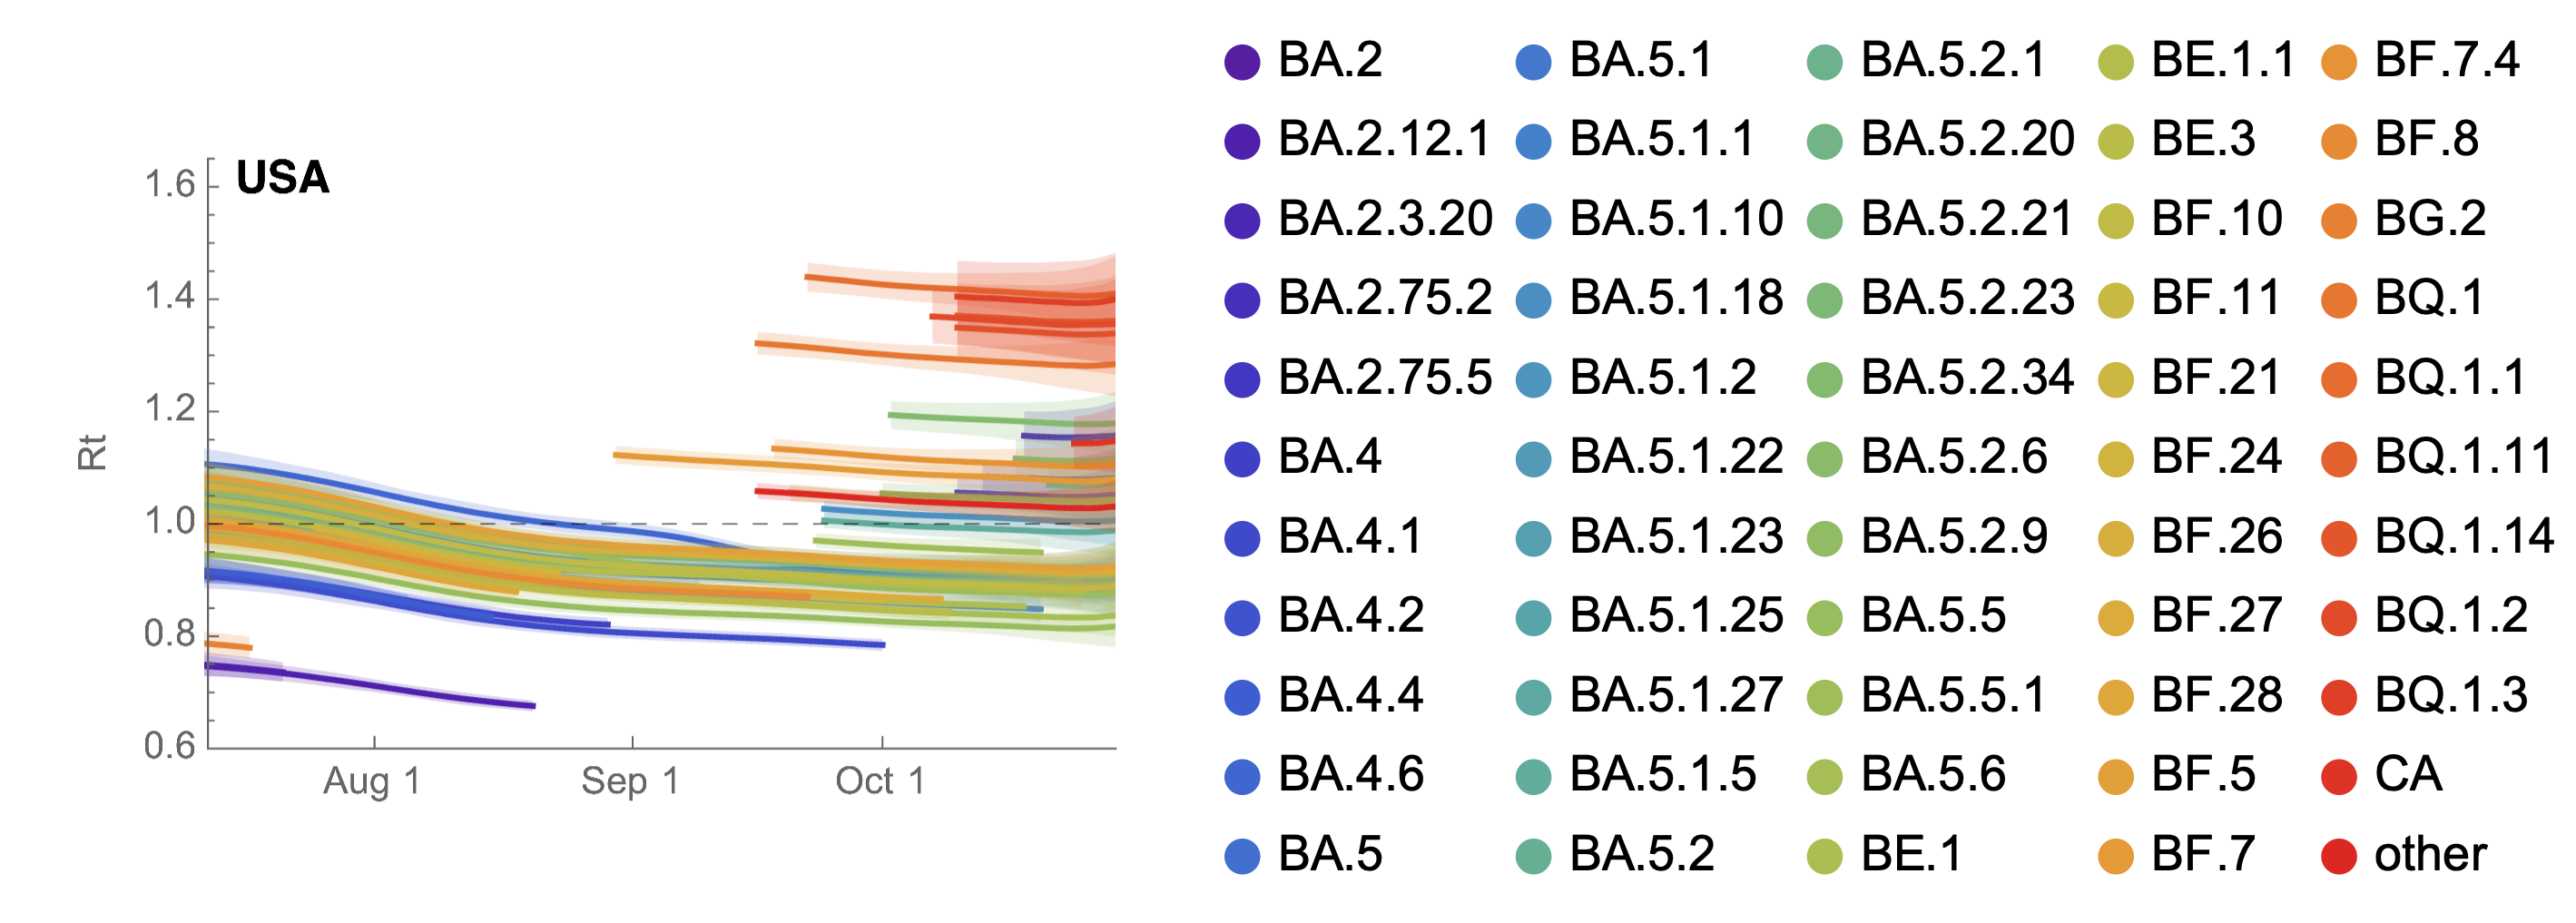 USA
1.6
1.4
1.2
1.0
0.8
0.6
Rt
Aug 1 Sep 1 Oct 1
BA.2 BA.5.1 BA.5.2.1 BE.1.1 BF.7.4
BA.2.12.1 BA.5.1.1 BA.5.2.20 BE.3 BF.8
BA.2.3.20 BA.5.1.10 BA.5.2.21 BF.10 BG.2
BA.2.75.2 BA.5.1.18 BA.5.2.23 BF.11 BQ.1
BA.2.75.5 BA.5.1.2 BA.5.2.34 BF.21 BQ.1.1
BA.4 BA.5.1.22 BA.5.2.6 BF.24 BQ.1.11
BA.4.1 BA.5.1.23 BA.5.2.9 BF.26 BQ.1.14
BA.4.2 BA.5.1.25 BA.5.5 BF.27 BQ.1.2
BA.4.4 BA.5.1.27 BA.5.5.1 BF.28 BQ.1.3
BA.4.6 BA.5.1.5 BA.5.6 BF.5 CA
BA.5 BA.5.2 BE.1 BF.7 other